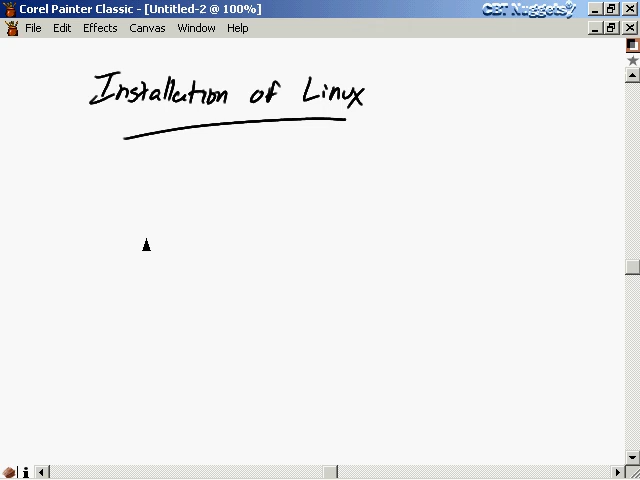 Corel Painter Classic - [Untitled-2 @ 100%]
CBT Nuggets
File Edit Effects Canvas Window Help
Installation of Linux